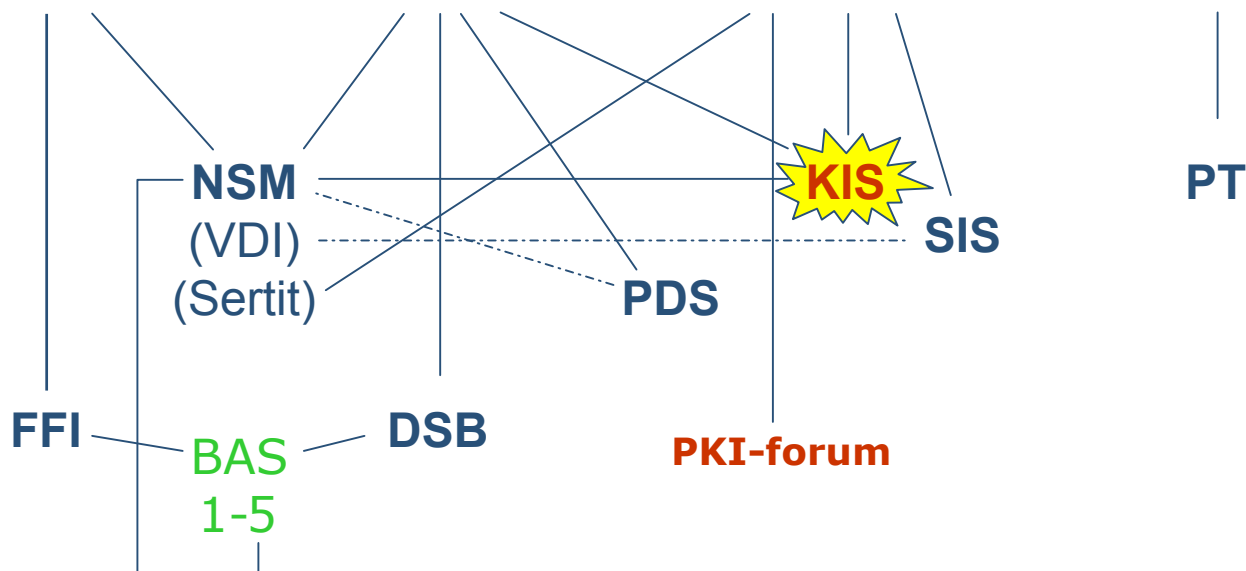 NSM
(VDI)
(Sertit)
KIS
SIS
PT
PDS
FFI
BAS
1-5
DSB
PKI-forum